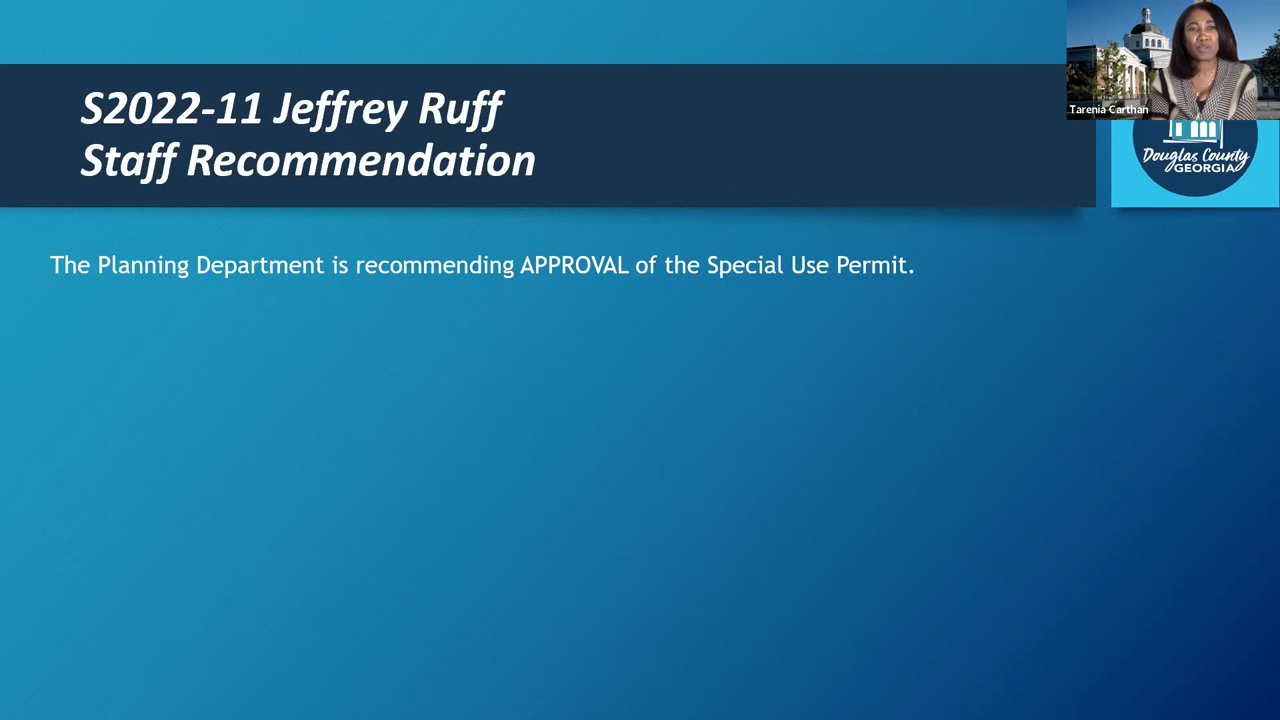 S2022-11 Jeffrey Ruff
Staff Recommendation
Tarenia Carthan
Douglas County
GEORGIA
The Planning Department is recommending APPROVAL of the Special Use Permit.